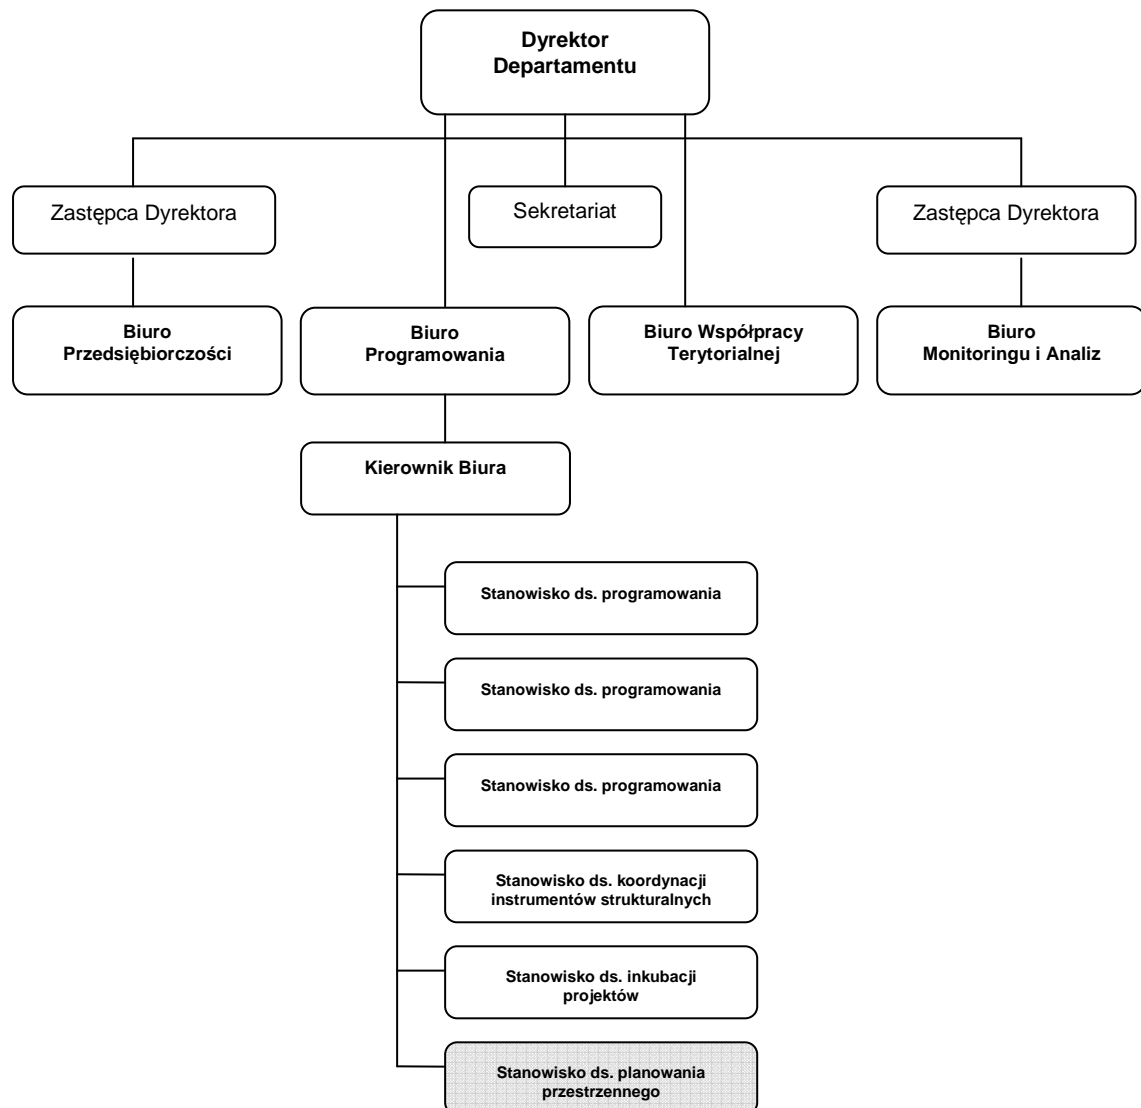 Dyrektor
Departamentu
Zastępca Dyrektora
Sekretariat
Zastępca Dyrektora
Biuro
Przedsiębiorczości
Biuro
Programowania
Biuro Współpracy
Terytorialnej
Biuro
Monitoringu i Analiz
Kierownik Biura
Stanowisko ds. programowania
Stanowisko ds. programowania
Stanowisko ds. programowania
Stanowisko ds. koordynacji
instrumentów strukturalnych
Stanowisko ds. inkubacji
projektów
Stanowisko ds. planowania
przestrzennego